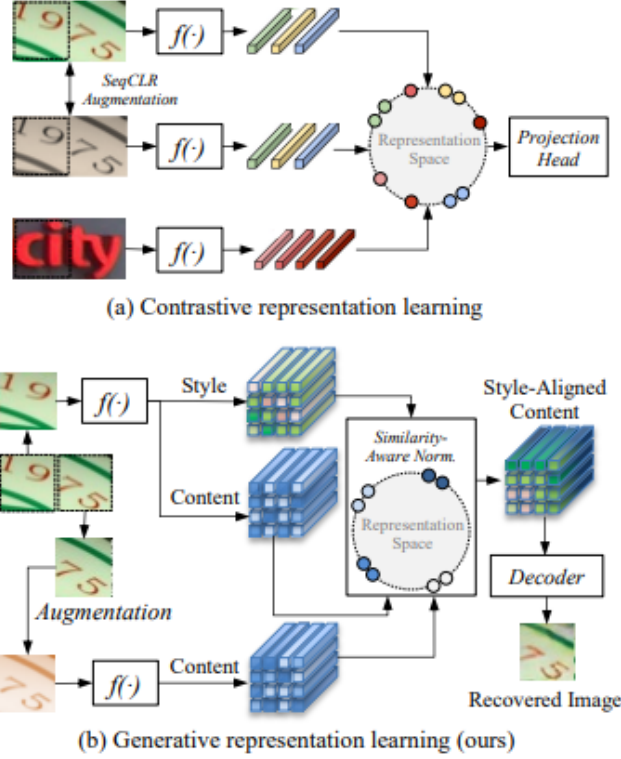 1975
f(·)
SeqCLR
Augmentation
1975
f(·)
Representation
Space
Projection
Head
city
f(·)
(a) Contrastive representation learning
19
f(·)
Style
Style-Aligned
Content
Similarity-
Aware Norm.
1975
Content
Representation
Space
75
Augmentation
Decoder
75
f(·)
Content
75
Recovered Image
(b) Generative representation learning (ours)